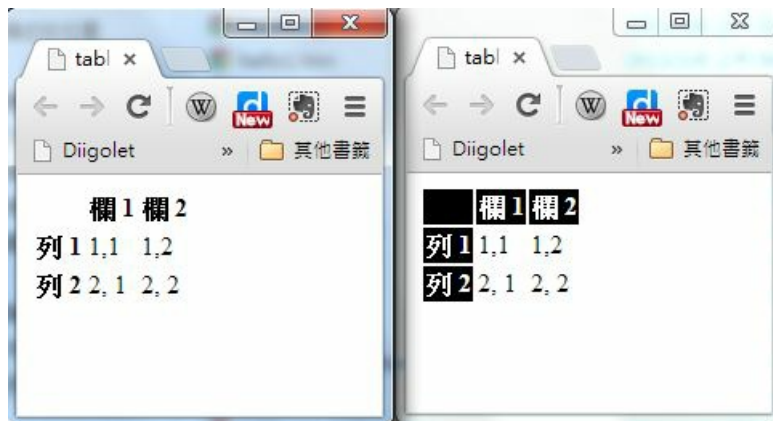 tabl
W
New
Diigolet » 其他書籤
欄 1 欄 2
列 1 1,1 1,2
列 2 2, 1 2, 2
tabl
W
New
Diigolet » 其他書籤
欄 1 欄 2
列 1 1,1 1,2
列 2 2, 1 2, 2